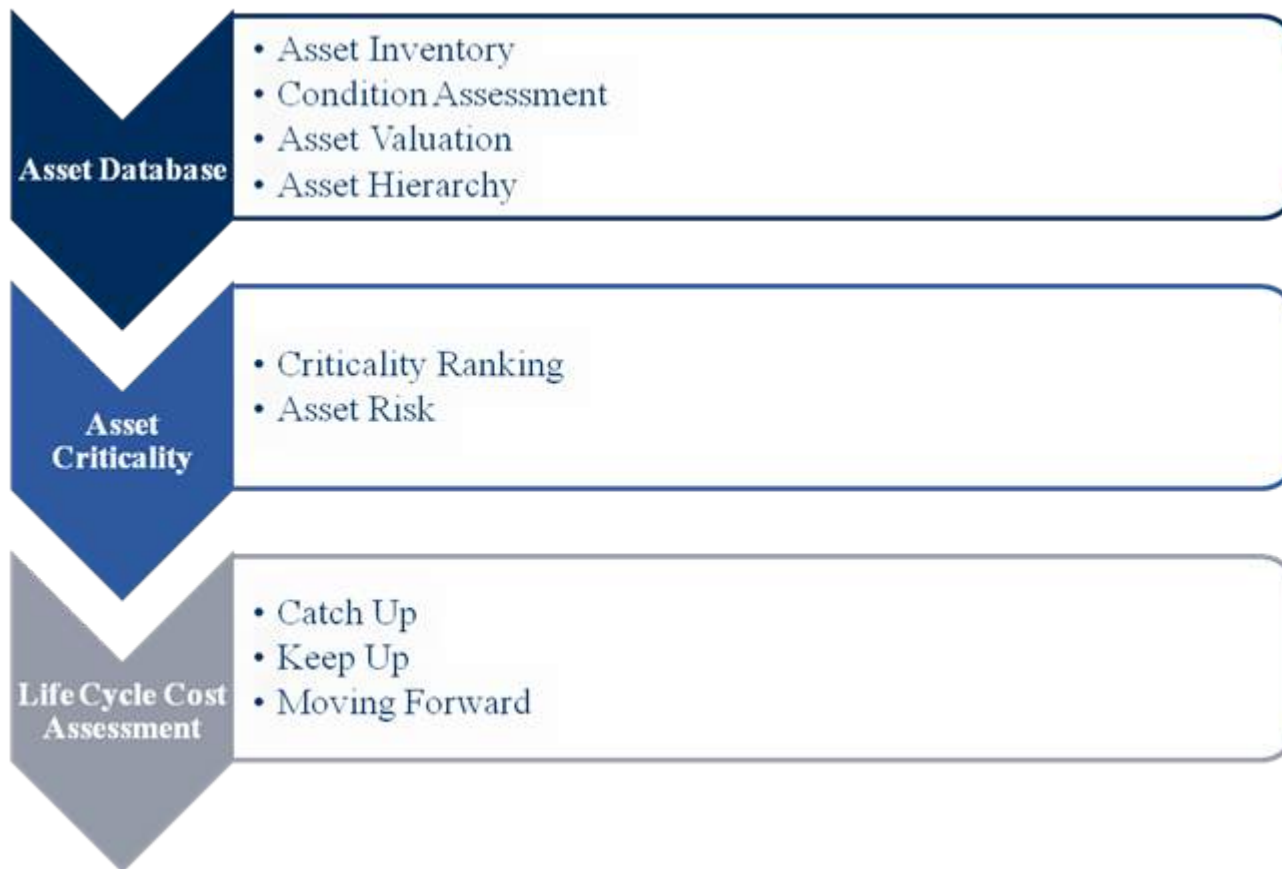 Asset Database
• Asset Inventory
• Condition Assessment
• Asset Valuation
• Asset Hierarchy
Asset
Criticality
• Criticality Ranking
• Asset Risk
Life Cycle Cost
Assessment
• Catch Up
• Keep Up
• Moving Forward